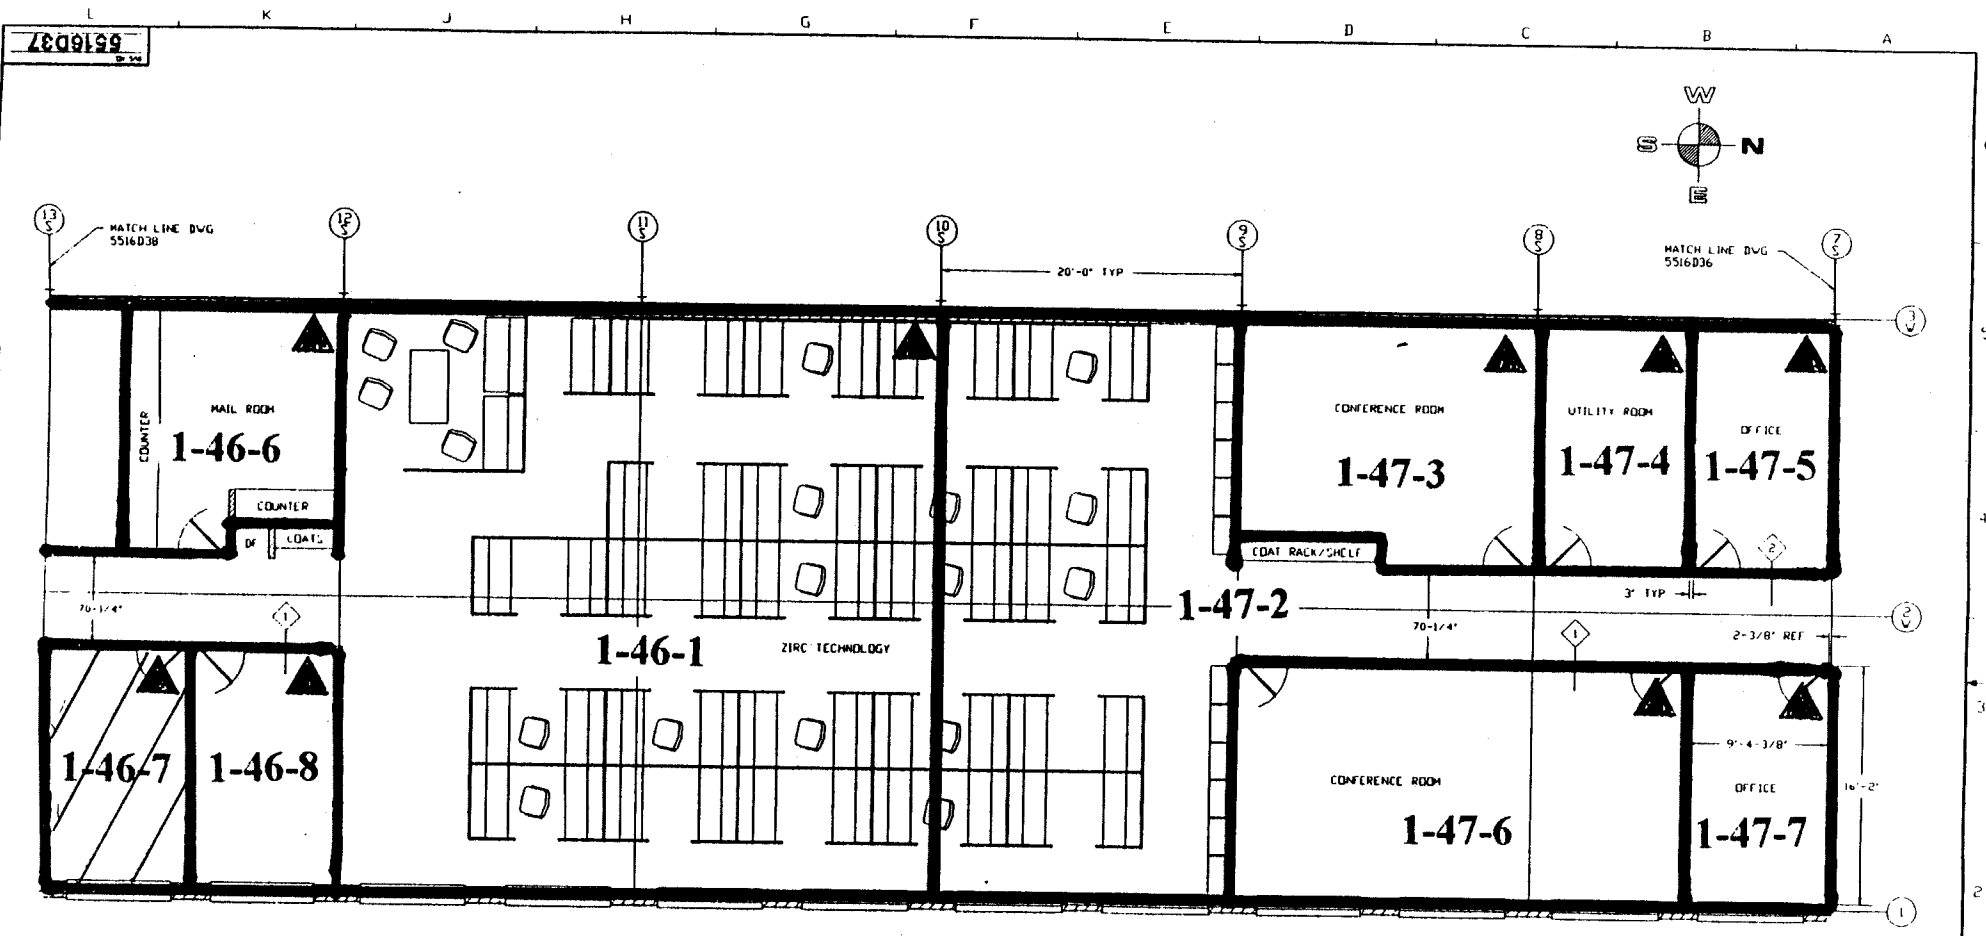 L K J H G F E D C B A
5516D37
W
S N
E
13 S
12 S
11 S
10 S
9 S
8 S
7 S
MATCH LINE DWG
5516D38
MATCH LINE DWG
5516D36
20'-0" TYP
3
5
COUNTER
MAIL ROOM
1-46-6
CONFERENCE ROOM
1-47-3
UTILITY ROOM
1-47-4
OFFICE
1-47-5
COUNTER
DF
COATS
COAT RACK/SHELF
2
4
70-1/4"
1
1-46-1
ZIRC TECHNOLOGY
1-47-2
3" TYP
70-1/4"
1
2-3/8" REF
2
3
1-46-7
1-46-8
9'-4-3/8"
CONFERENCE ROOM
1-47-6
OFFICE
1-47-7
16'-2"
2
1